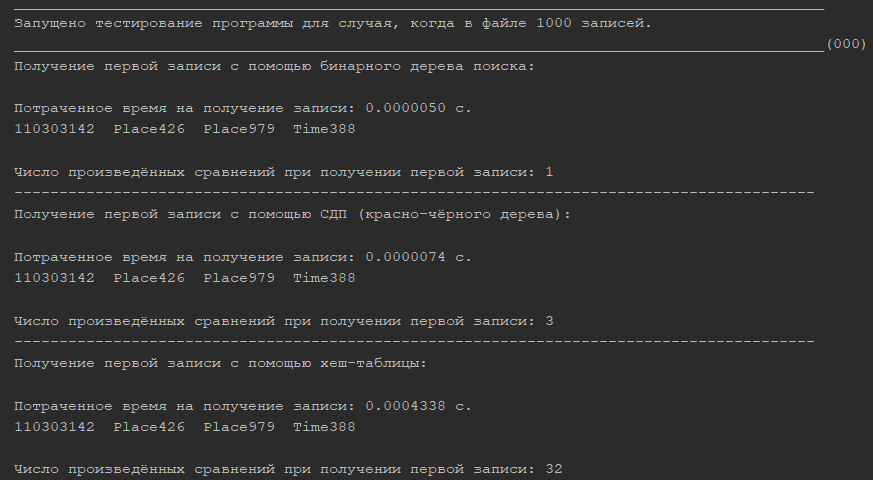 Запущено тестирование программы для случая, когда в файле 1000 записей.
(000)
Получение первой записи с помощью бинарного дерева поиска:
Потраченное время на получение записи: 0.0000050 с.
110303142 Place426 Place979 Time388
Число произведённых сравнений при получении первой записи: 1
Получение первой записи с помощью СДП (красно-чёрного дерева):
Потраченное время на получение записи: 0.0000074 с.
110303142 Place426 Place979 Time388
Число произведённых сравнений при получении первой записи: 3
Получение первой записи с помощью хеш-таблицы:
Потраченное время на получение записи: 0.0004338 с.
110303142 Place426 Place979 Time388
Число произведённых сравнений при получении первой записи: 32